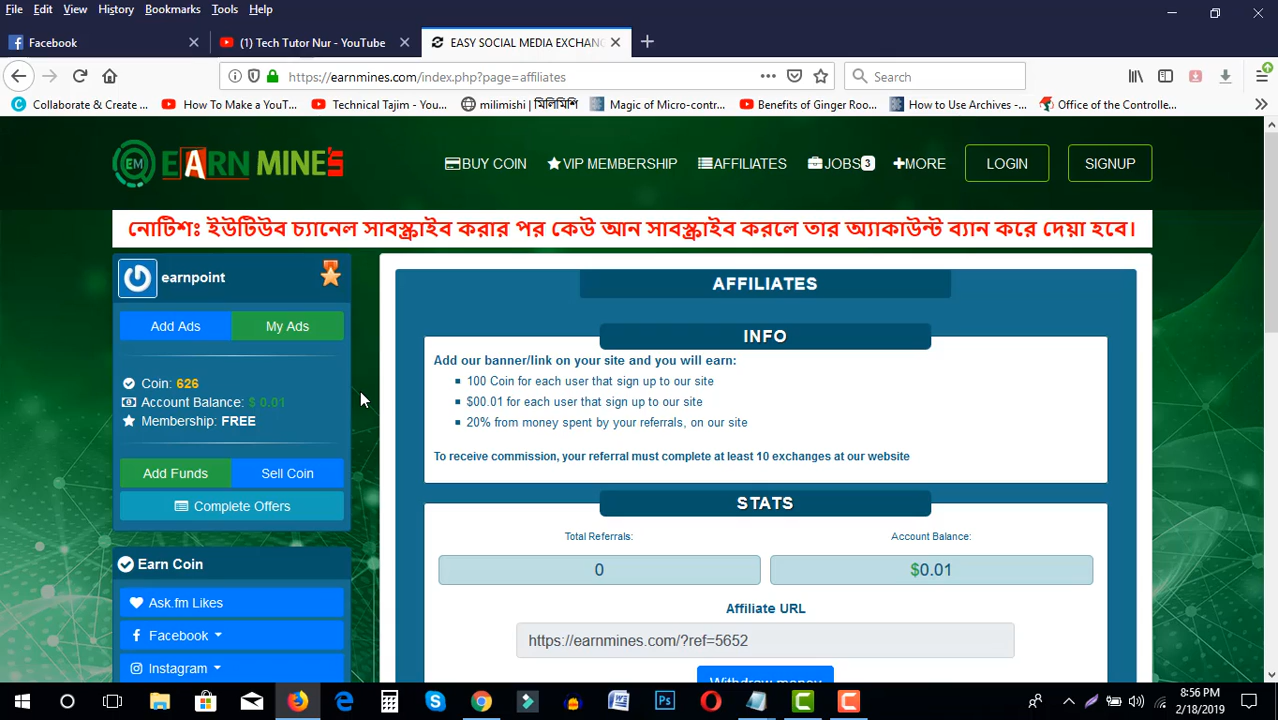 File Edit View History Bookmarks Tools Help
Facebook
(1) Tech Tutor Nur - YouTube
EASY SOCIAL MEDIA EXCHANG
https://earnmines.com/index.php?page=affiliates
Search
Collaborate & Create ...
How To Make a YouT...
Technical Tajim - You...
milimishi | মিলিমিশি
Magic of Micro-contr...
Benefits of Ginger Roo...
How to Use Archives -...
Office of the Controlle...
EM EARN MINE'S
BUY COIN
VIP MEMBERSHIP
AFFILIATES
JOBS 3
MORE
LOGIN
SIGNUP
নোটিশঃ ইউটিউব চ্যানেল সাবস্ক্রাইব করার পর কেউ আন সাবস্ক্রাইব করলে তার অ্যাকাউন্ট ব্যান করে দেয়া হবে।
earnpoint
Add Ads
My Ads
Coin: 626
Account Balance: $ 0.01
Membership: FREE
Add Funds
Sell Coin
Complete Offers
Earn Coin
Ask.fm Likes
Facebook
Instagram
AFFILIATES
INFO
Add our banner/link on your site and you will earn:
100 Coin for each user that sign up to our site
$00.01 for each user that sign up to our site
20% from money spent by your referrals, on our site
To receive commission, your referral must complete at least 10 exchanges at our website
STATS
Total Referrals:
Account Balance:
0
$0.01
Affiliate URL
https://earnmines.com/?ref=5652
Withdraw money
8:56 PM
2/18/2019